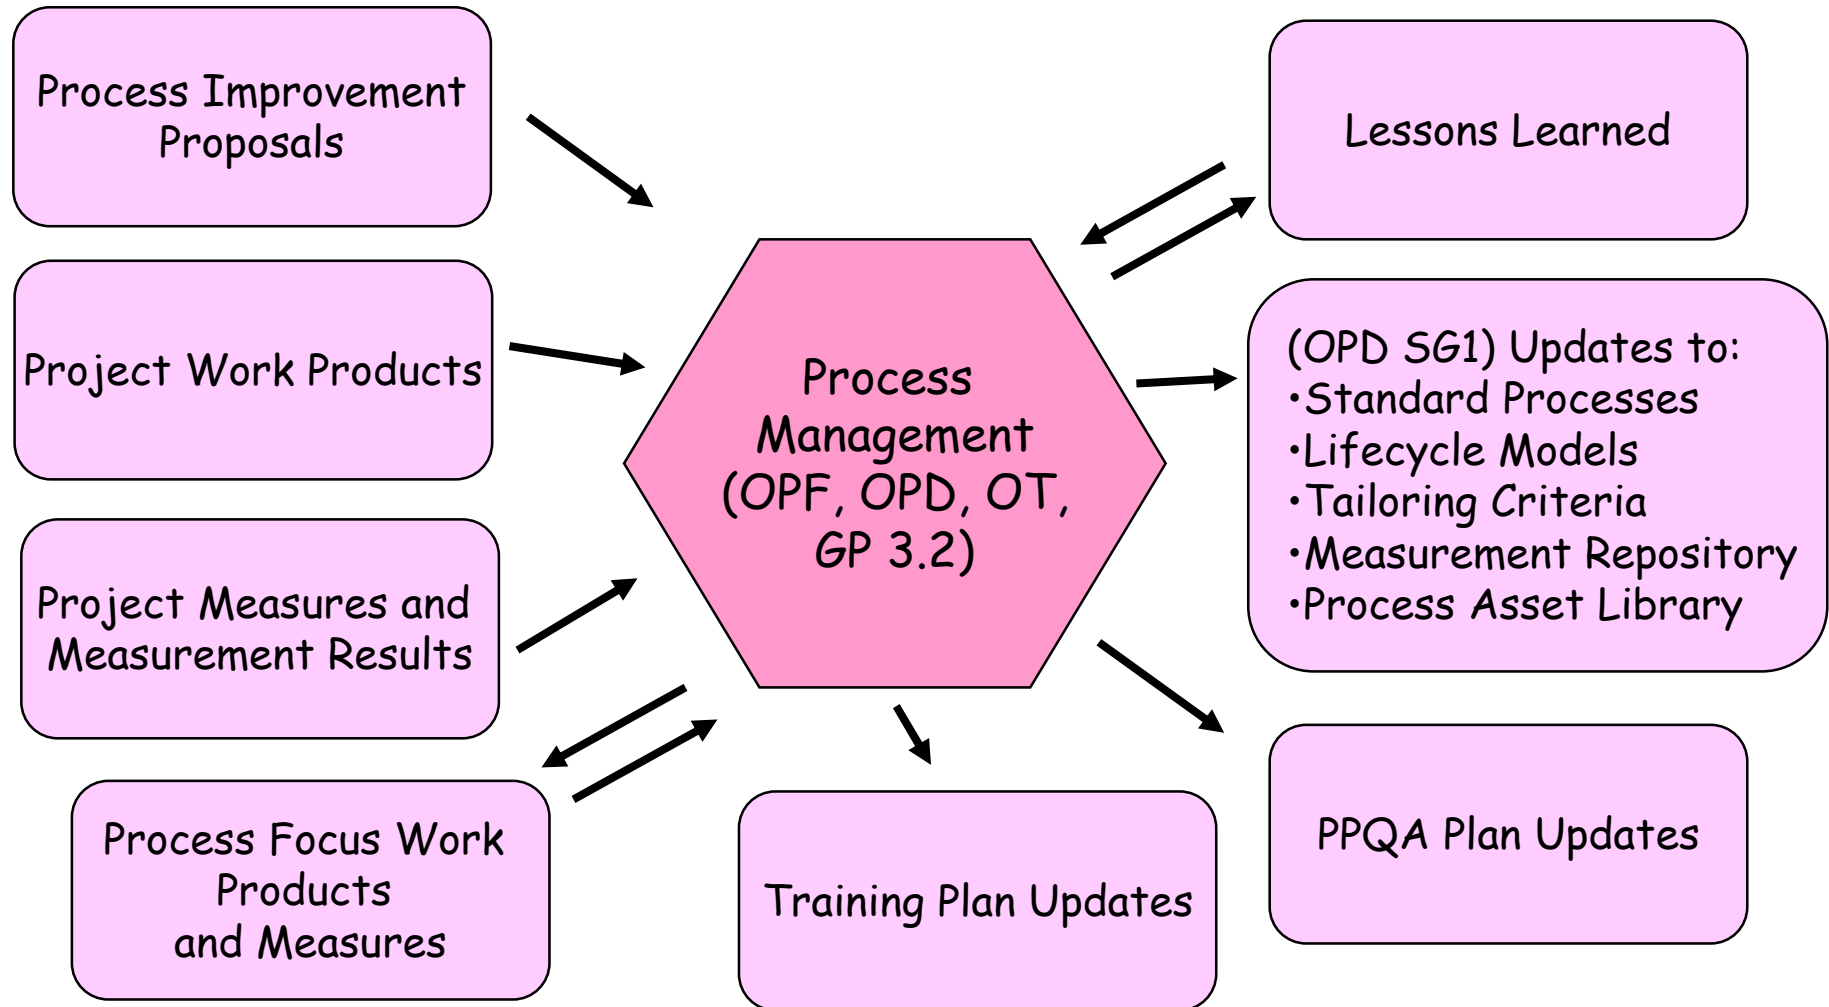 Process Improvement
Proposals
Project Work Products
Project Measures and
Measurement Results
Process Focus Work
Products
and Measures
Process
Management
(OPF, OPD, OT,
GP 3.2)
Training Plan Updates
Lessons Learned
(OPD SG1) Updates to:
•Standard Processes
•Lifecycle Models
•Tailoring Criteria
•Measurement Repository
•Process Asset Library
PPQA Plan Updates